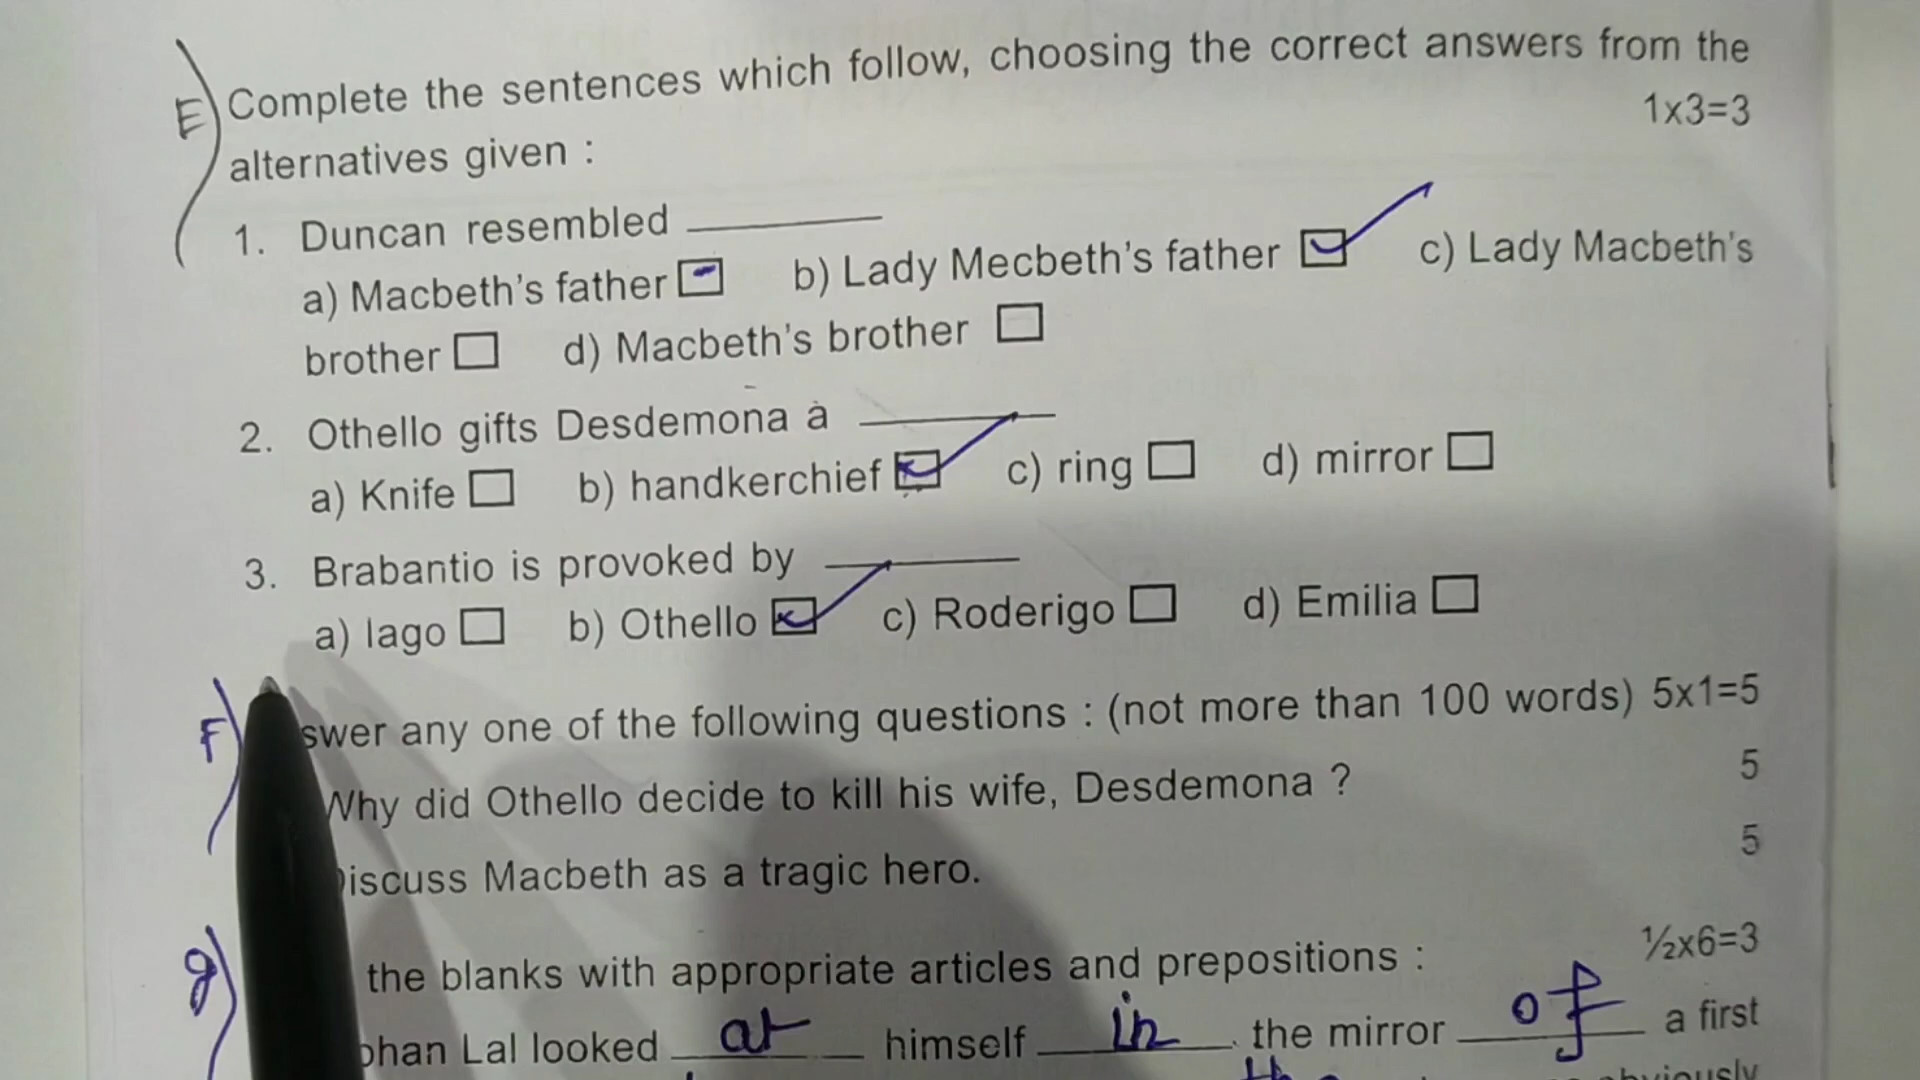 E) Complete the sentences which follow, choosing the correct answers from the
1x3=3
alternatives given :
1. Duncan resembled
a) Macbeth's father b) Lady Mecbeth's father c) Lady Macbeth's
brother d) Macbeth's brother
2. Othello gifts Desdemona a
a) Knife b) handkerchief c) ring d) mirror
3. Brabantio is provoked by
a) Iago b) Othello c) Roderigo d) Emilia
F) swer any one of the following questions : (not more than 100 words) 5x1=5
Why did Othello decide to kill his wife, Desdemona ? 5
iscuss Macbeth as a tragic hero. 5
g) the blanks with appropriate articles and prepositions : ½x6=3
ohan Lal looked at himself in the mirror of a first
the